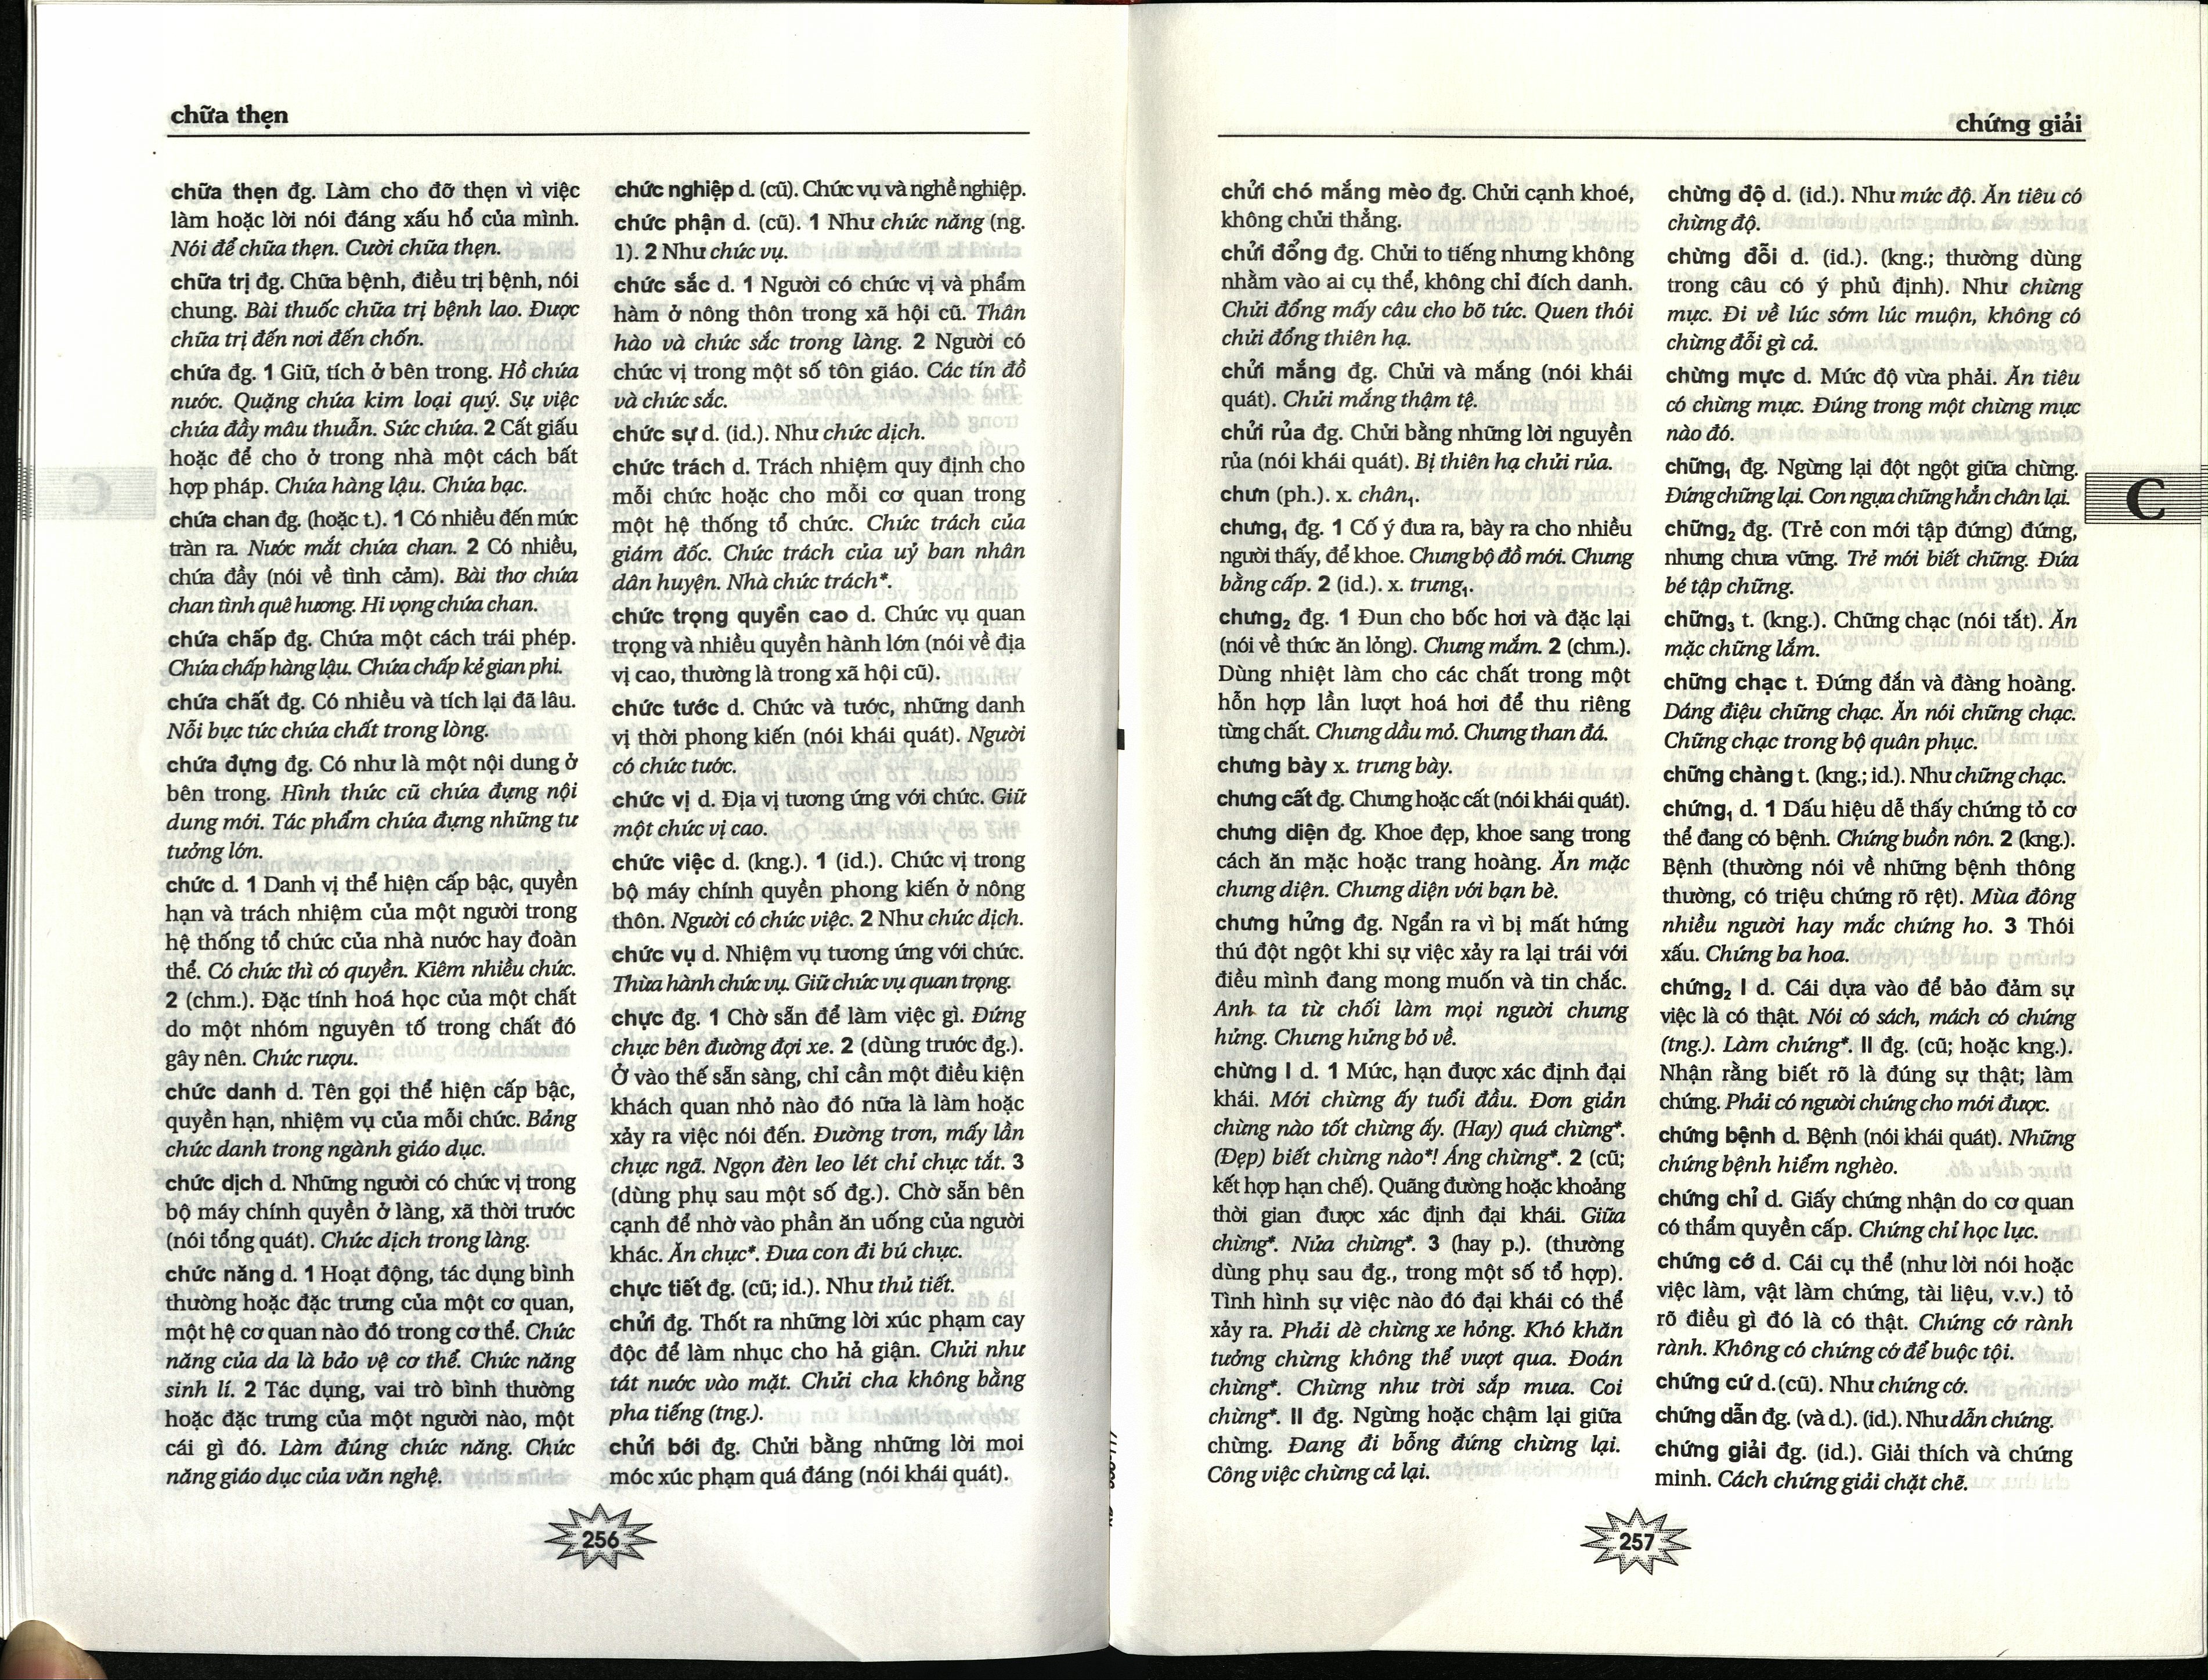 chữa thẹn
chữa thẹn đg. Làm cho đỡ thẹn vì việc
làm hoặc lời nói đáng xấu hổ của mình.
Nói để chữa thẹn. Cười chữa thẹn.
chữa trị đg. Chữa bệnh, điều trị bệnh, nói
chung. Bài thuốc chữa trị bệnh lao. Được
chữa trị đến nơi đến chốn.
chứa đg. 1 Giữ, tích ở bên trong. Hồ chứa
nước. Quặng chứa kim loại quý. Sự việc
chứa đầy mâu thuẫn. Sức chứa. 2 Cất giấu
hoặc để cho ở trong nhà một cách bất
hợp pháp. Chứa hàng lậu. Chứa bạc.
chứa chan đg. (hoặc t.). 1 Có nhiều đến mức
tràn ra. Nước mắt chứa chan. 2 Có nhiều,
chứa đầy (nói về tình cảm). Bài thơ chứa
chan tình quê hương. Hi vọng chứa chan.
chứa chấp đg. Chứa một cách trái phép.
Chứa chấp hàng lậu. Chứa chấp kẻ gian phi.
chứa chất đg. Có nhiều và tích lại đã lâu.
Nỗi bực tức chứa chất trong lòng.
chứa đựng đg. Có như là một nội dung ở
bên trong. Hình thức cũ chứa đựng nội
dung mới. Tác phẩm chứa đựng những tư
tưởng lớn.
chức d. 1 Danh vị thể hiện cấp bậc, quyền
hạn và trách nhiệm của một người trong
hệ thống tổ chức của nhà nước hay đoàn
thể. Có chức thì có quyền. Kiêm nhiều chức.
2 (chm.). Đặc tính hoá học của một chất
do một nhóm nguyên tố trong chất đó
gây nên. Chức rượu.
chức danh d. Tên gọi thể hiện cấp bậc,
quyền hạn, nhiệm vụ của mỗi chức. Bảng
chức danh trong ngành giáo dục.
chức dịch d. Những người có chức vị trong
bộ máy chính quyền ở làng, xã thời trước
(nói tổng quát). Chức dịch trong làng.
chức năng d. 1 Hoạt động, tác dụng bình
thường hoặc đặc trưng của một cơ quan,
một hệ cơ quan nào đó trong cơ thể. Chức
năng của da là bảo vệ cơ thể. Chức năng
sinh lí. 2 Tác dụng, vai trò bình thường
hoặc đặc trưng của một người nào, một
cái gì đó. Làm đúng chức năng. Chức
năng giáo dục của văn nghệ.
chức nghiệp d. (cũ). Chức vụ và nghề nghiệp.
chức phận d. (cũ). 1 Như chức năng (ng.
1). 2 Như chức vụ.
chức sắc d. 1 Người có chức vị và phẩm
hàm ở nông thôn trong xã hội cũ. Thân
hào và chức sắc trong làng. 2 Người có
chức vị trong một số tôn giáo. Các tín đồ
và chức sắc.
chức sự d. (id.). Như chức dịch.
chức trách d. Trách nhiệm quy định cho
mỗi chức hoặc cho mỗi cơ quan trong
một hệ thống tổ chức. Chức trách của
giám đốc. Chức trách của uỷ ban nhân
dân huyện. Nhà chức trách*.
chức trọng quyền cao d. Chức vụ quan
trọng và nhiều quyền hành lớn (nói về địa
vị cao, thường là trong xã hội cũ).
chức tước d. Chức và tước, những danh
vị thời phong kiến (nói khái quát). Người
có chức tước.
chức vị d. Địa vị tương ứng với chức. Giữ
một chức vị cao.
chức việc d. (kng.). 1 (id.). Chức vị trong
bộ máy chính quyền phong kiến ở nông
thôn. Người có chức việc. 2 Như chức dịch.
chức vụ d. Nhiệm vụ tương ứng với chức.
Thừa hành chức vụ. Giữ chức vụ quan trọng.
chực đg. 1 Chờ sẵn để làm việc gì. Đứng
chực bên đường đợi xe. 2 (dùng trước đg.).
Ở vào thế sẵn sàng, chỉ cần một điều kiện
khách quan nhỏ nào đó nữa là làm hoặc
xảy ra việc nói đến. Đường trơn, mấy lần
chực ngã. Ngọn đèn leo lét chỉ chực tắt. 3
(dùng phụ sau một số đg.). Chờ sẵn bên
cạnh để nhờ vào phần ăn uống của người
khác. Ăn chực*. Đưa con đi bú chực.
chực tiết đg. (cũ; id.). Như thủ tiết.
chửi đg. Thốt ra những lời xúc phạm cay
độc để làm nhục cho hả giận. Chửi như
tát nước vào mặt. Chửi cha không bằng
pha tiếng (tng.).
chửi bới đg. Chửi bằng những lời moi
móc xúc phạm quá đáng (nói khái quát).
256
chứng giải
chửi chó mắng mèo đg. Chửi cạnh khoé,
không chửi thẳng.
chửi đổng đg. Chửi to tiếng nhưng không
nhằm vào ai cụ thể, không chỉ đích danh.
Chửi đổng mấy câu cho bõ tức. Quen thói
chửi đổng thiên hạ.
chửi mắng đg. Chửi và mắng (nói khái
quát). Chửi mắng thậm tệ.
chửi rủa đg. Chửi bằng những lời nguyền
rủa (nói khái quát). Bị thiên hạ chửi rủa.
chưn (ph.). x. chân₁.
chưng₁ đg. 1 Cố ý đưa ra, bày ra cho nhiều
người thấy, để khoe. Chưng bộ đồ mới. Chưng
bằng cấp. 2 (id.). x. trưng₁.
chưng₂ đg. 1 Đun cho bốc hơi và đặc lại
(nói về thức ăn lỏng). Chưng mắm. 2 (chm.).
Dùng nhiệt làm cho các chất trong một
hỗn hợp lần lượt hoá hơi để thu riêng
từng chất. Chưng dầu mỏ. Chưng than đá.
chưng bày x. trưng bày.
chưng cất đg. Chưng hoặc cất (nói khái quát).
chưng diện đg. Khoe đẹp, khoe sang trong
cách ăn mặc hoặc trang hoàng. Ăn mặc
chưng diện. Chưng diện với bạn bè.
chưng hửng đg. Ngẩn ra vì bị mất hứng
thú đột ngột khi sự việc xảy ra lại trái với
điều mình đang mong muốn và tin chắc.
Anh ta từ chối làm mọi người chưng
hửng. Chưng hửng bỏ về.
chừng I d. 1 Mức, hạn được xác định đại
khái. Mới chừng ấy tuổi đầu. Đơn giản
chừng nào tốt chừng ấy. (Hay) quá chừng*.
(Đẹp) biết chừng nào*! Áng chừng*. 2 (cũ;
kết hợp hạn chế). Quãng đường hoặc khoảng
thời gian được xác định đại khái. Giữa
chừng*. Nửa chừng*. 3 (hay p.). (thường
dùng phụ sau đg., trong một số tổ hợp).
Tình hình sự việc nào đó đại khái có thể
xảy ra. Phải dè chừng xe hỏng. Khó khăn
tưởng chừng không thể vượt qua. Đoán
chừng*. Chừng như trời sắp mưa. Coi
chừng*. II đg. Ngừng hoặc chậm lại giữa
chừng. Đang đi bỗng đứng chừng lại.
Công việc chừng cả lại.
chừng độ d. (id.). Như mức độ. Ăn tiêu có
chừng độ.
chừng đỗi d. (id.). (kng.; thường dùng
trong câu có ý phủ định). Như chừng
mực. Đi về lúc sớm lúc muộn, không có
chừng đỗi gì cả.
chừng mực d. Mức độ vừa phải. Ăn tiêu
có chừng mực. Đúng trong một chừng mực
nào đó.
chững₁ đg. Ngừng lại đột ngột giữa chừng.
Đứng chững lại. Con ngựa chững hẳn chân lại.
C
chững₂ đg. (Trẻ con mới tập đứng) đứng,
nhưng chưa vững. Trẻ mới biết chững. Đứa
bé tập chững.
chững₃ t. (kng.). Chững chạc (nói tắt). Ăn
mặc chững lắm.
chững chạc t. Đứng đắn và đàng hoàng.
Dáng điệu chững chạc. Ăn nói chững chạc.
Chững chạc trong bộ quân phục.
chững chàng t. (kng.; id.). Như chững chạc.
chứng₁ d. 1 Dấu hiệu dễ thấy chứng tỏ cơ
thể đang có bệnh. Chứng buồn nôn. 2 (kng.).
Bệnh (thường nói về những bệnh thông
thường, có triệu chứng rõ rệt). Mùa đông
nhiều người hay mắc chứng ho. 3 Thói
xấu. Chứng ba hoa.
chứng₂ I d. Cái dựa vào để bảo đảm sự
việc là có thật. Nói có sách, mách có chứng
(tng.). Làm chứng*. II đg. (cũ; hoặc kng.).
Nhận rằng biết rõ là đúng sự thật; làm
chứng. Phải có người chứng cho mới được.
chứng bệnh d. Bệnh (nói khái quát). Những
chứng bệnh hiểm nghèo.
chứng chỉ d. Giấy chứng nhận do cơ quan
có thẩm quyền cấp. Chứng chỉ học lực.
chứng cớ d. Cái cụ thể (như lời nói hoặc
việc làm, vật làm chứng, tài liệu, v.v.) tỏ
rõ điều gì đó là có thật. Chứng cớ rành
rành. Không có chứng cớ để buộc tội.
chứng cứ d.(cũ). Như chứng cớ.
chứng dẫn đg. (và d.). (id.). Như dẫn chứng.
chứng giải đg. (id.). Giải thích và chứng
minh. Cách chứng giải chặt chẽ.
257